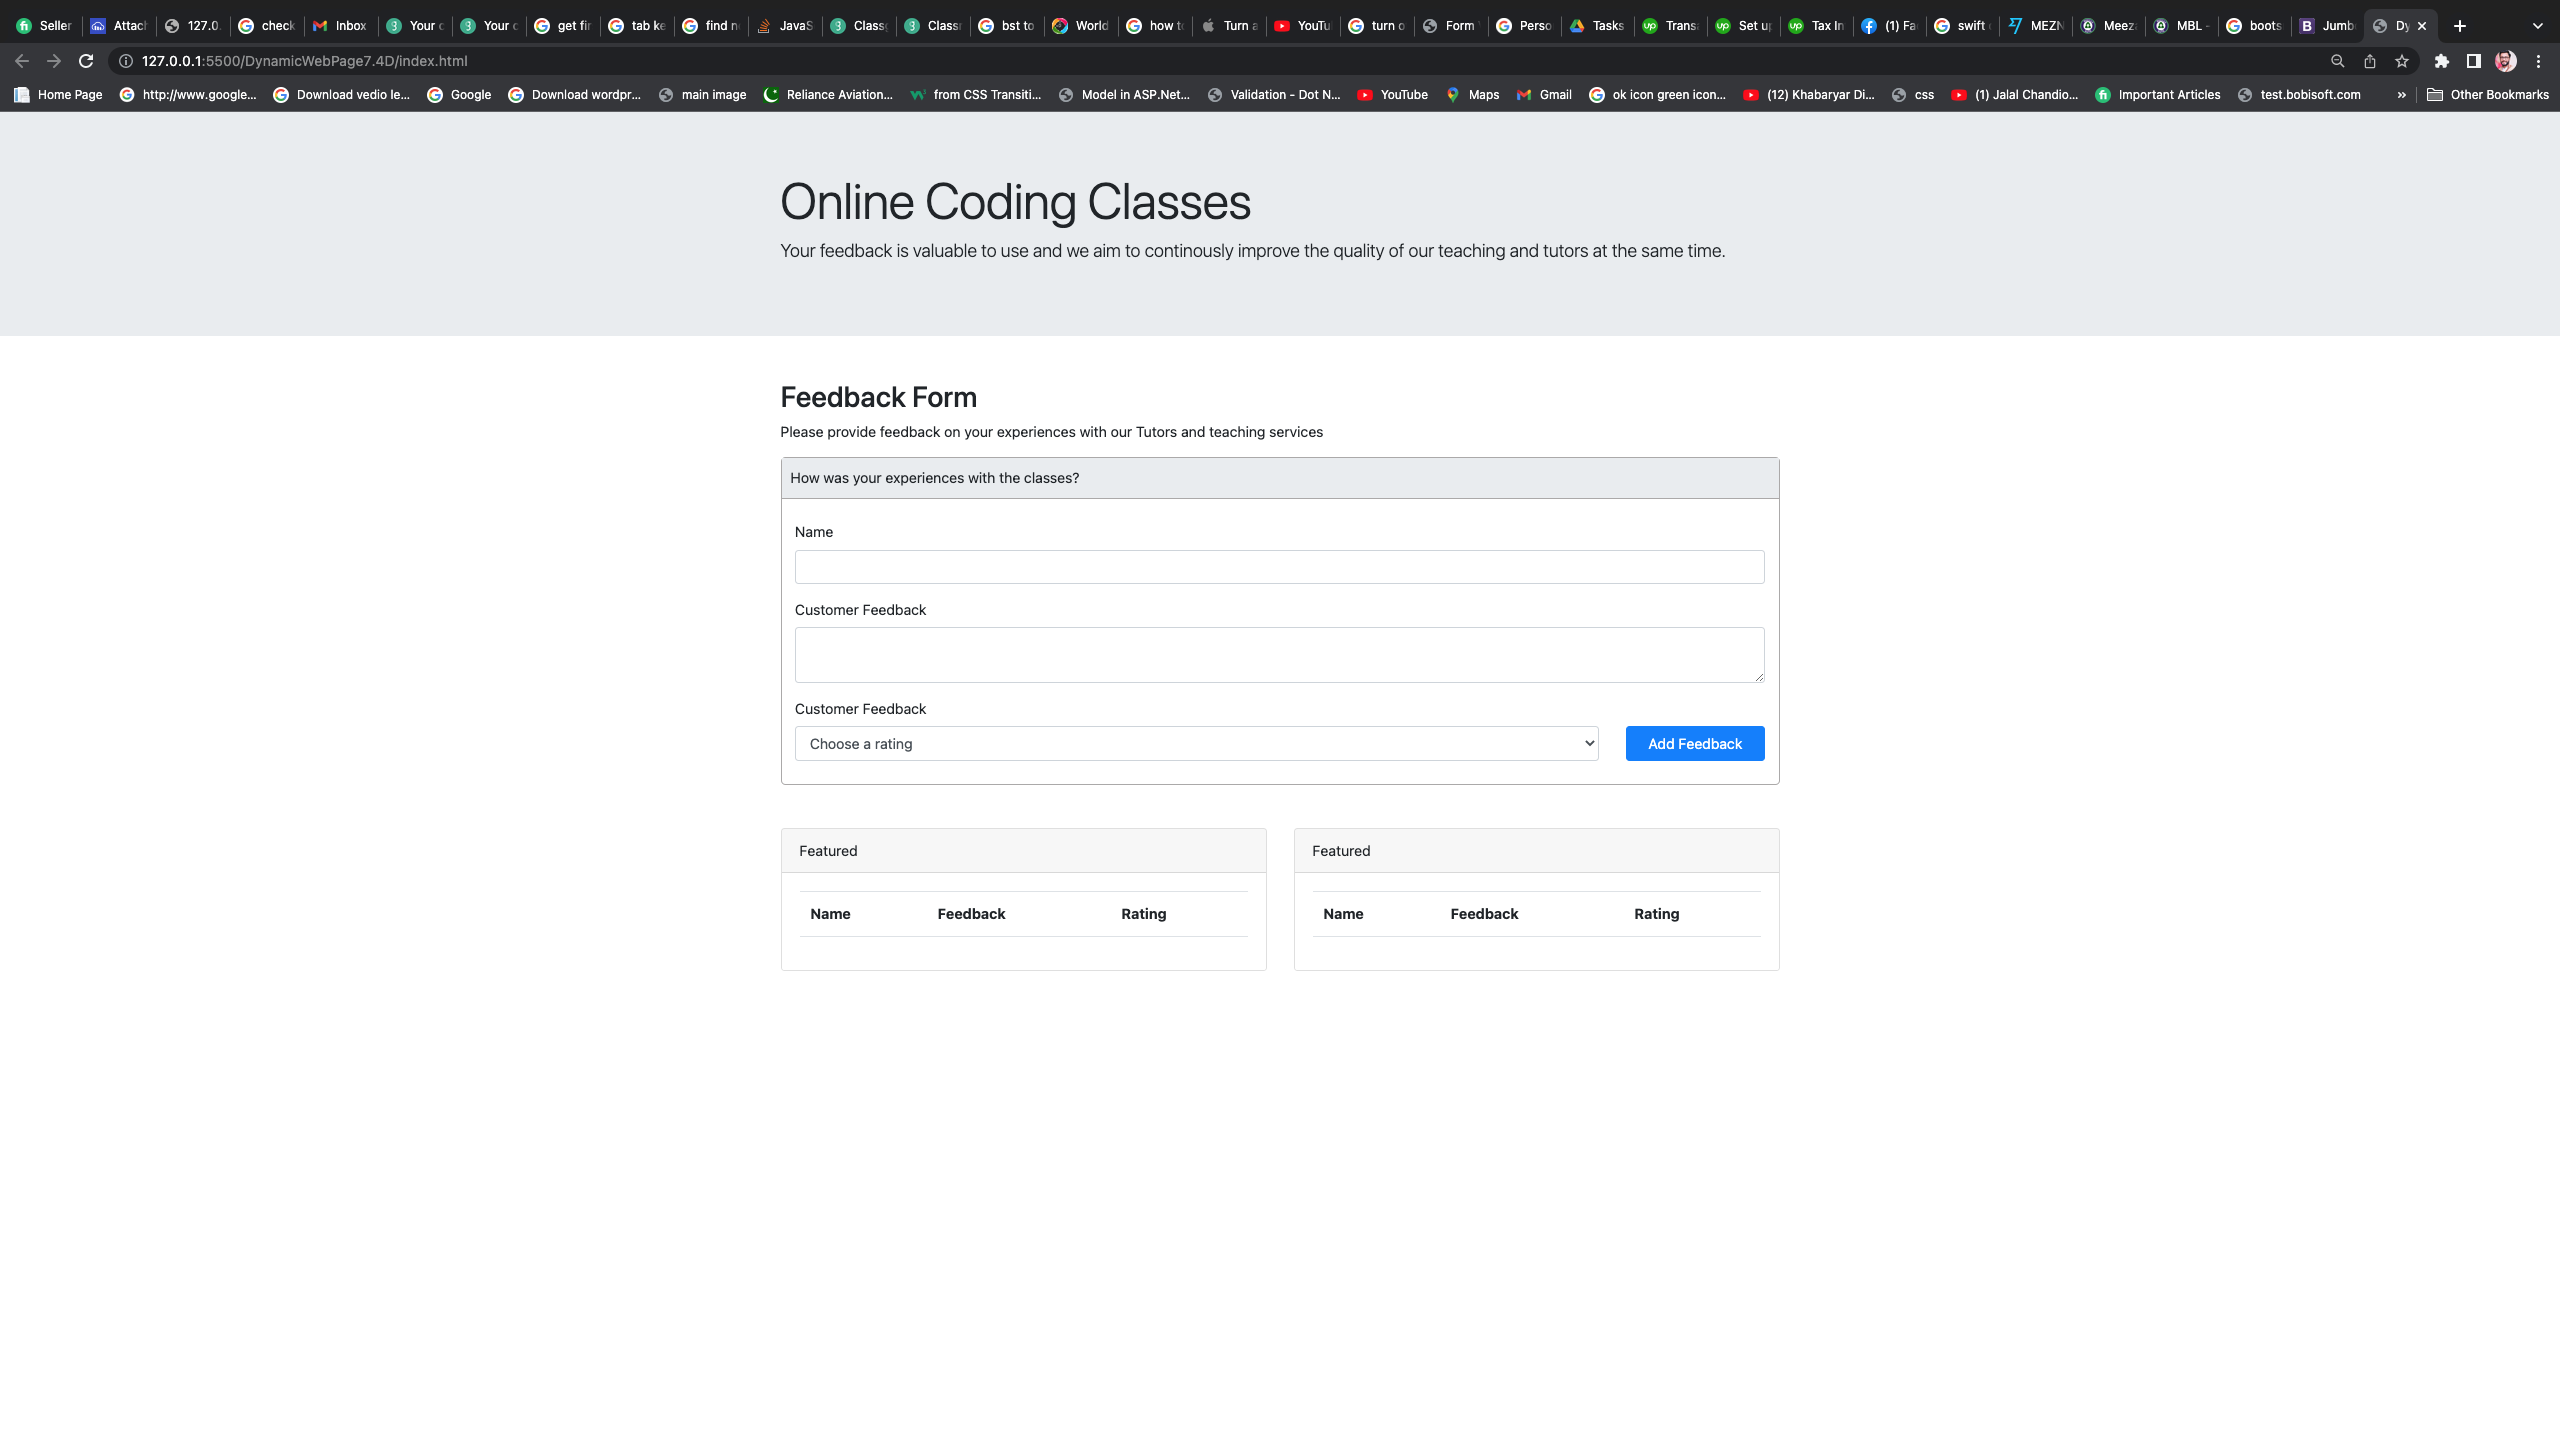 Seller
Attach
127.0.
check
Inbox
Your c
Your c
get fir
tab ke
find n
JavaS
Class
Classr
bst to
World
how to
Turn a
YouTu
turn o
Form
Perso
Tasks
Trans
Set up
Tax In
(1) Fa
swift
MEZN
Meeza
MBL -
boots
Jumb
Dy
127.0.0.1:5500/DynamicWebPage7.4D/index.html
Home Page
http://www.google...
Download vedio le...
Google
Download wordpr...
main image
Reliance Aviation...
from CSS Transiti...
Model in ASP.Net...
Validation - Dot N...
YouTube
Maps
Gmail
ok icon green icon...
(12) Khabaryar Di...
css
(1) Jalal Chandio...
Important Articles
test.bobisoft.com
»
Other Bookmarks
Online Coding Classes
Your feedback is valuable to use and we aim to continously improve the quality of our teaching and tutors at the same time.
Feedback Form
Please provide feedback on your experiences with our Tutors and teaching services
How was your experiences with the classes?
Name
Customer Feedback
Customer Feedback
Choose a rating
Add Feedback
Featured
Name Feedback Rating
Featured
Name Feedback Rating